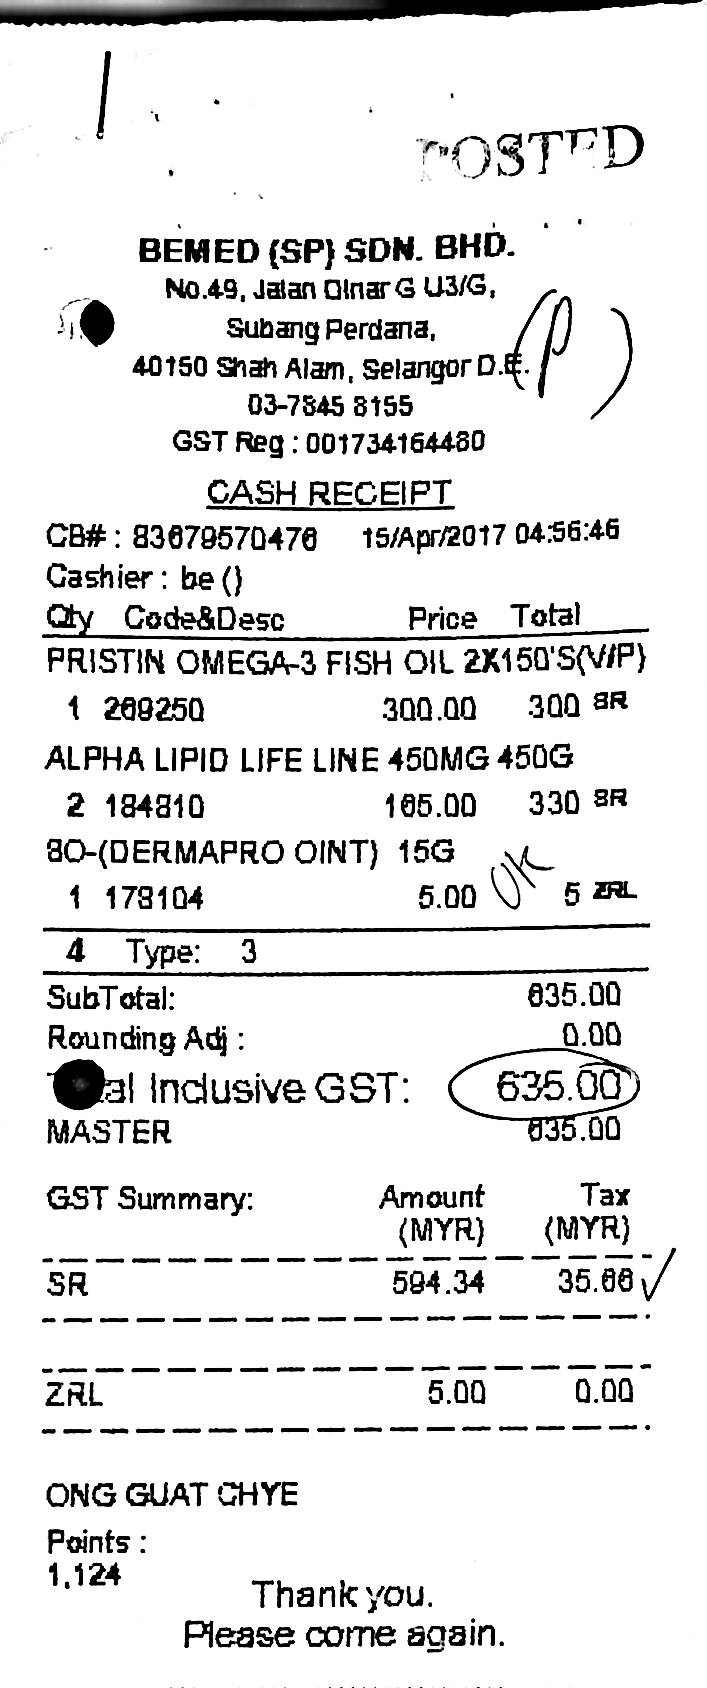 POSTED
BEMED (SP) SDN. BHD.
No.49, Jalan Dinar G U3/G,
Subang Perdana,
40150 Shah Alam, Selangor D.E.
(P)
03-7845 8155
GST Reg : 001734164480
CASH RECEIPT
CB# : 83679570476 15/Apr/2017 04:56:46
Cashier : be ()
Qty Code&Desc Price Total
PRISTIN OMEGA-3 FISH OIL 2X150'S(VIP)
1 269250 300.00 300 SR
ALPHA LIPID LIFE LINE 450MG 450G
2 184810 165.00 330 SR
SO-(DERMAPRO OINT) 15G
OK
1 178104 5.00 5 ZRL
4 Type: 3
SubTotal: 635.00
Rounding Adj : 0.00
Inclusive GST: 635.00
MASTER 635.00
GST Summary: Amount Tax
(MYR) (MYR)
SR 594.34 35.66
ZRL 5.00 0.00
ONG GUAT CHYE
Points :
1,124
Thank you.
Please come again.